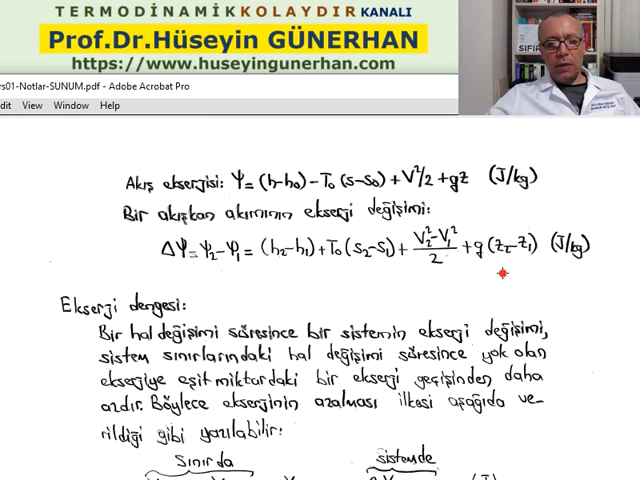 TERMODİNAMİKKOLAYDIR KANALI
Prof.Dr.Hüseyin GÜNERHAN
https://www.huseyingunerhan.com
rs01-Notlar-SUNUM.pdf - Adobe Acrobat Pro
dit View Window Help
SIFIR
Akış ekserjisi: Ψ = (h-h₀) - T₀ (s-s₀) + V²/2 + gz (J/kg)
Bir akışkan akımının ekserji değişimi:
ΔΨ = Ψ₂ - Ψ₁ = (h₂-h₁) + T₀ (s₂-s₁) + (V₂²-V₁²)/2 + g (z₂-z₁) (J/kg)
Ekserji dengesi:
Bir hal değişimi süresince bir sistemin ekserji değişimi,
sistem sınırlarındaki hal değişimi süresince yok olan
ekserjiye eşit miktardaki bir ekserji geçişinden daha
azdır. Böylece ekserjinin azalması ilkesi aşağıda ve-
rildiği gibi yazılabilir:
Sınırda sistemde